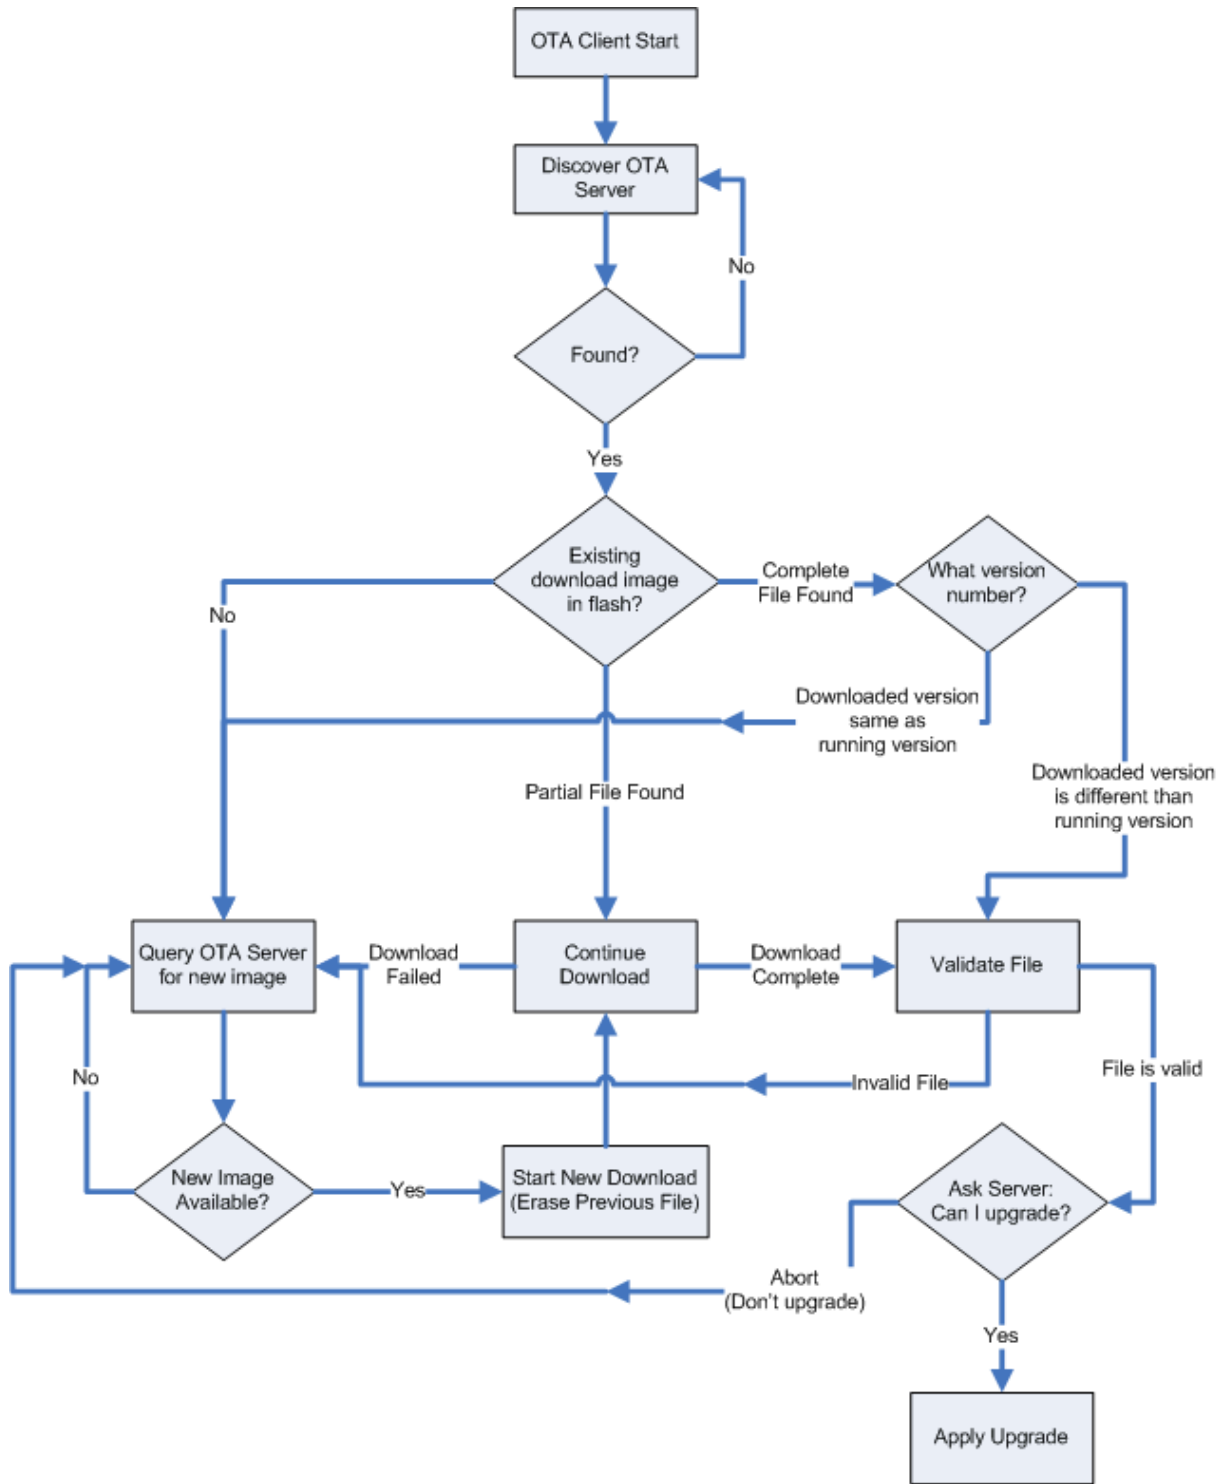 OTA Client Start
Discover OTA
Server
No
Found?
Yes
Existing
download image
in flash?
Complete
File Found
What version
number?
No
Downloaded version
same as
running version
Partial File Found
Downloaded version
is different than
running version
Query OTA Server
for new image
Download
Failed
Continue
Download
Download
Complete
Validate File
No
Invalid File
File is valid
New Image
Available?
Yes
Start New Download
(Erase Previous File)
Ask Server:
Can I upgrade?
Abort
(Don't upgrade)
Yes
Apply Upgrade